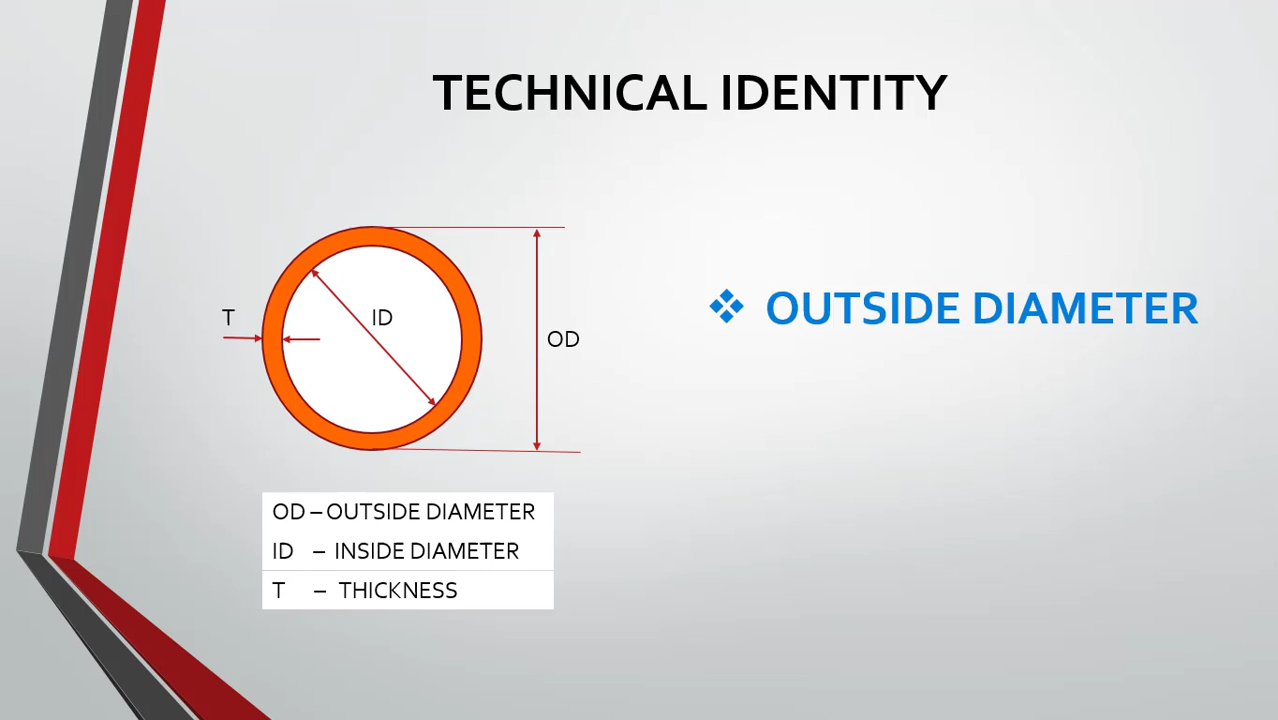 TECHNICAL IDENTITY
T
ID
OD
❖ OUTSIDE DIAMETER
OD – OUTSIDE DIAMETER
ID – INSIDE DIAMETER
T – THICKNESS